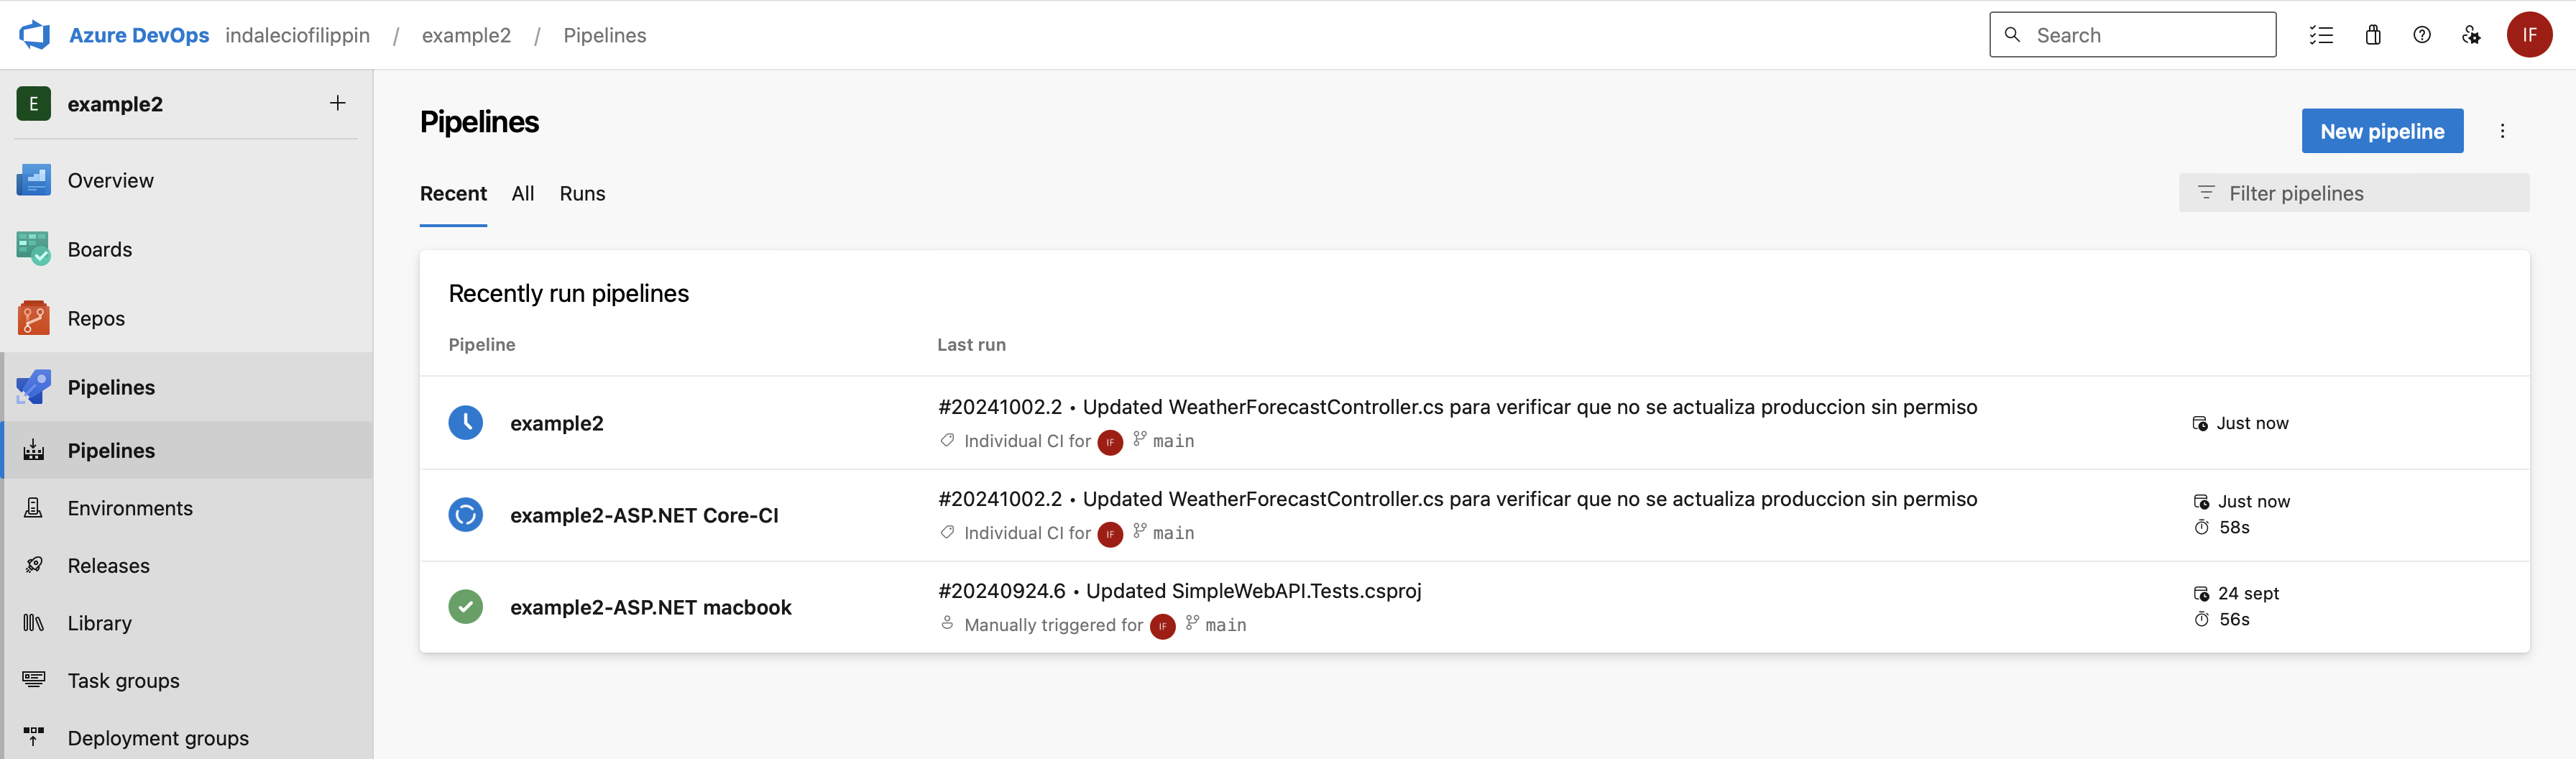 Azure DevOps indaleciofilippin / example2 / Pipelines
Search
IF
E example2 +
Overview
Boards
Repos
Pipelines
Pipelines
Environments
Releases
Library
Task groups
Deployment groups
Pipelines
New pipeline
Recent All Runs
Filter pipelines
Recently run pipelines
Pipeline Last run
example2
#20241002.2 • Updated WeatherForecastController.cs para verificar que no se actualiza produccion sin permiso
Individual CI for IF main
Just now
example2-ASP.NET Core-CI
#20241002.2 • Updated WeatherForecastController.cs para verificar que no se actualiza produccion sin permiso
Individual CI for IF main
Just now
58s
example2-ASP.NET macbook
#20240924.6 • Updated SimpleWebAPI.Tests.csproj
Manually triggered for IF main
24 sept
56s